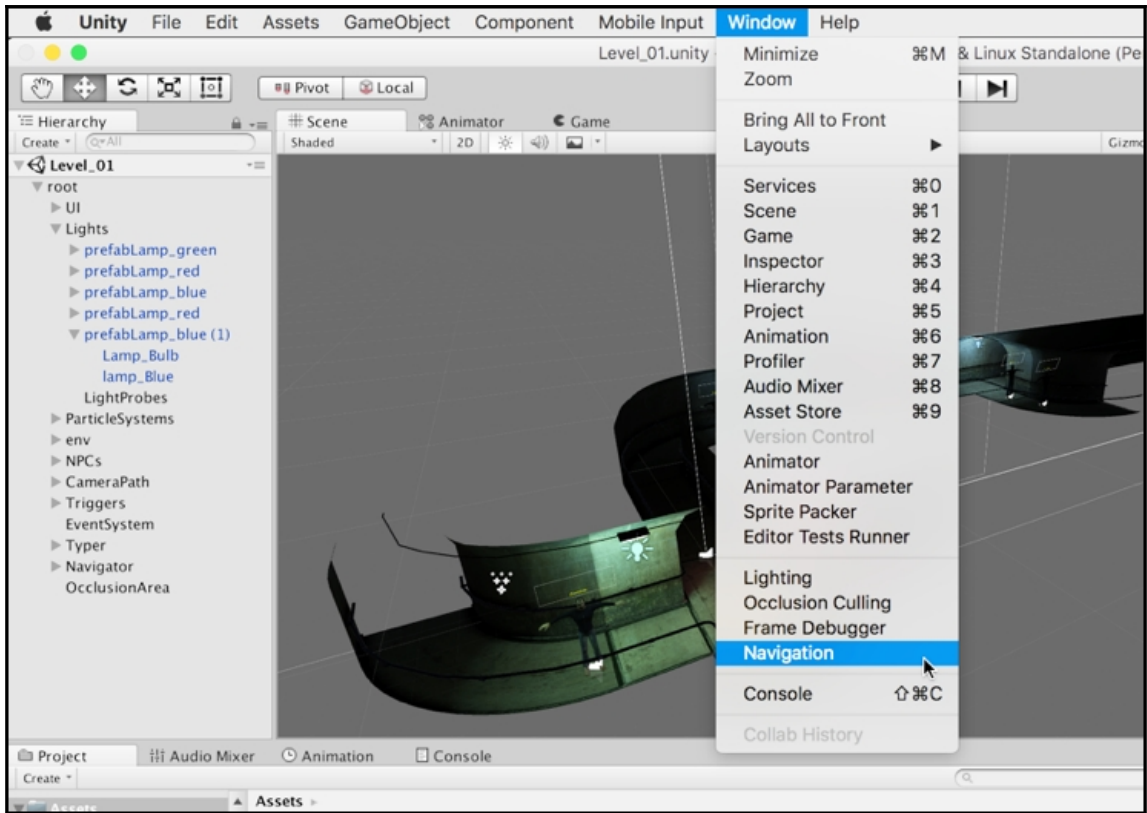 Unity File Edit Assets GameObject Component Mobile Input Window Help
Level_01.unity
& Linux Standalone (Pe
Pivot Local
Hierarchy
Create All
Level_01
root
UI
Lights
prefabLamp_green
prefabLamp_red
prefabLamp_blue
prefabLamp_red
prefabLamp_blue (1)
Lamp_Bulb
lamp_Blue
LightProbes
ParticleSystems
env
NPCs
CameraPath
Triggers
EventSystem
Typer
Navigator
OcclusionArea
Scene Animator Game
Shaded 2D Gizmo
Minimize ⌘M
Zoom
Bring All to Front
Layouts
Services ⌘0
Scene ⌘1
Game ⌘2
Inspector ⌘3
Hierarchy ⌘4
Project ⌘5
Animation ⌘6
Profiler ⌘7
Audio Mixer ⌘8
Asset Store ⌘9
Version Control
Animator
Animator Parameter
Sprite Packer
Editor Tests Runner
Lighting
Occlusion Culling
Frame Debugger
Navigation
Console ⇧⌘C
Collab History
Project Audio Mixer Animation Console
Create
Assets Assets